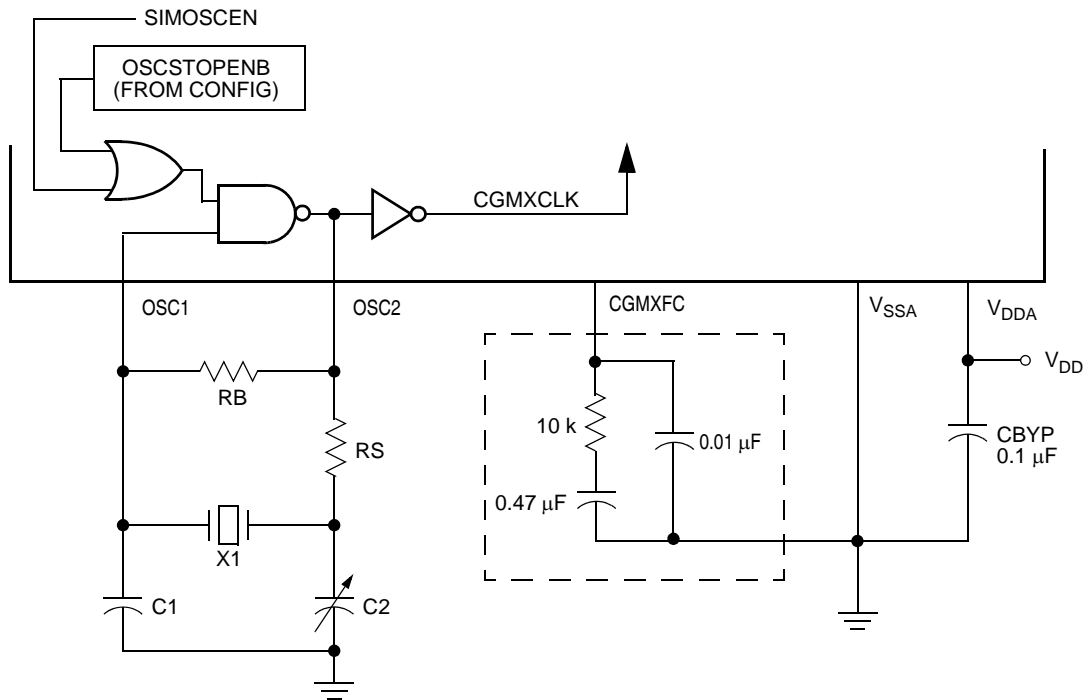 SIMOSCEN
OSCSTOPENB
(FROM CONFIG)
CGMXCLK
OSC1
OSC2
CGMXFC
VSSA
VDDA
VDD
RB
10 k
0.01 μF
CBYP
0.1 μF
RS
0.47 μF
X1
C1
C2